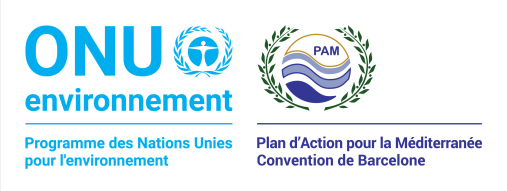 ONU
environnement
Programme des Nations Unies
pour l'environnement
PAM
Plan d'Action pour la Méditerranée
Convention de Barcelone